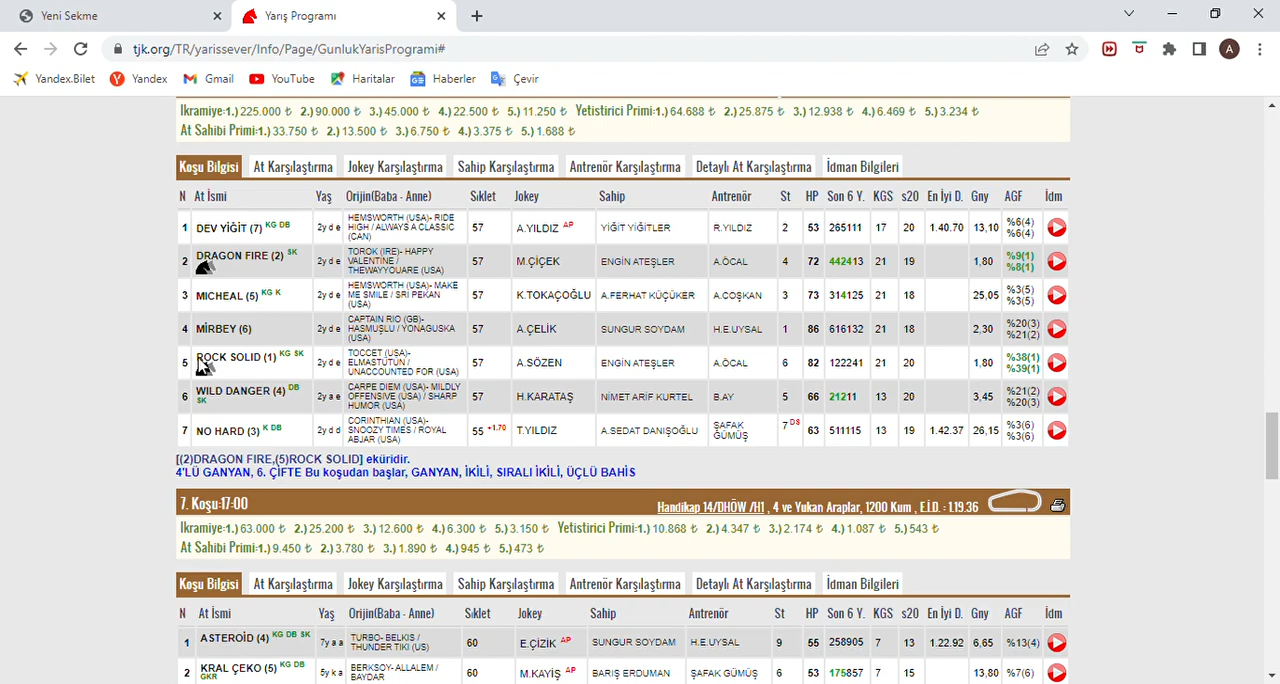 Yeni Sekme
Yarış Programı
tjk.org/TR/yarissever/Info/Page/GunlukYarisProgrami#
A
Yandex.Bilet Yandex Gmail YouTube Haritalar Haberler Çevir
İkramiye:1.) 225.000 ₺ 2.) 90.000 ₺ 3.) 45.000 ₺ 4.) 22.500 ₺ 5.) 11.250 ₺ Yetistirici Primi:1.) 64.688 ₺ 2.) 25.875 ₺ 3.) 12.938 ₺ 4.) 6.469 ₺ 5.) 3.234 ₺
At Sahibi Primi:1.) 33.750 ₺ 2.) 13.500 ₺ 3.) 6.750 ₺ 4.) 3.375 ₺ 5.) 1.688 ₺
Koşu Bilgisi At Karşılaştırma Jokey Karşılaştırma Sahip Karşılaştırma Antrenör Karşılaştırma Detaylı At Karşılaştırma İdman Bilgileri
N At İsmi Yaş Orijin(Baba - Anne) Sıklet Jokey Sahip Antrenör St HP Son 6 Y. KGS s20 En İyi D. Gny AGF İdm
1 DEV YİĞİT (7) KG DB 2y d e HEMSWORTH (USA)- RIDE HIGH / ALWAYS A CLASSIC (CAN) 57 A.YILDIZ AP YİĞİT YİĞİTLER R.YILDIZ 2 53 265111 17 20 1.40.70 13,10 %6(4) %6(4)
2 DRAGON FIRE (2) SK 2y d e TOROK (IRE)- HAPPY VALENTINE / THEWAYYOUARE (USA) 57 M.ÇİÇEK ENGİN ATEŞLER A.ÖCAL 4 72 442413 21 19 1,80 %9(1) %8(1)
3 MICHEAL (5) KG K 2y d e HEMSWORTH (USA)- MAKE ME SMILE / SRI PEKAN (USA) 57 K.TOKAÇOĞLU A.FERHAT KÜÇÜKER A.COŞKAN 3 73 314125 21 18 25,05 %3(5) %3(5)
4 MİRBEY (6) 2y d e CAPTAIN RIO (GB)- HASMUŞLU / YONAGUSKA (USA) 57 A.ÇELİK SUNGUR SOYDAM H.E.UYSAL 1 86 616132 21 18 2,30 %20(3) %21(2)
5 ROCK SOLID (1) KG SK 2y d e TOCCET (USA)- ELMASTÜTÜN / UNACCOUNTED FOR (USA) 57 A.SÖZEN ENGİN ATEŞLER A.ÖCAL 6 82 122241 21 20 1,80 %38(1) %39(1)
6 WILD DANGER (4) DB SK 2y a e CARPE DIEM (USA)- MILDLY OFFENSIVE (USA) / SHARP HUMOR (USA) 57 H.KARATAŞ NİMET ARİF KURTEL B.AY 5 66 21211 13 20 3,45 %21(2) %20(3)
7 NO HARD (3) K DB 2y d d CORINTHIAN (USA)- SNOOZY TIMES / ROYAL ABJAR (USA) 55 +1.70 T.YILDIZ A.SEDAT DANIŞOĞLU ŞAFAK GÜMÜŞ 7 DS 63 511115 13 19 1.42.37 26,15 %3(6) %3(6)
[(2)DRAGON FIRE,(5)ROCK SOLID] eküridir.
4'LÜ GANYAN, 6. ÇİFTE Bu koşudan başlar, GANYAN, İKİLİ, SIRALI İKİLİ, ÜÇLÜ BAHİS
7. Koşu:17:00 Handikap 14/DHÖW /H1 , 4 ve Yukarı Araplar, 1200 Kum , E.İ.D. : 1.19.36
İkramiye:1.) 63.000 ₺ 2.) 25.200 ₺ 3.) 12.600 ₺ 4.) 6.300 ₺ 5.) 3.150 ₺ Yetistirici Primi:1.) 10.868 ₺ 2.) 4.347 ₺ 3.) 2.174 ₺ 4.) 1.087 ₺ 5.) 543 ₺
At Sahibi Primi:1.) 9.450 ₺ 2.) 3.780 ₺ 3.) 1.890 ₺ 4.) 945 ₺ 5.) 473 ₺
Koşu Bilgisi At Karşılaştırma Jokey Karşılaştırma Sahip Karşılaştırma Antrenör Karşılaştırma Detaylı At Karşılaştırma İdman Bilgileri
N At İsmi Yaş Orijin(Baba - Anne) Sıklet Jokey Sahip Antrenör St HP Son 6 Y. KGS s20 En İyi D. Gny AGF İdm
1 ASTEROİD (4) KG DB SK 7y a a TURBO- BELKIS / THUNDER TIKI (US) 60 E.ÇİZİK AP SUNGUR SOYDAM H.E.UYSAL 9 55 258905 7 13 1.22.92 6,65 %13(4)
2 KRAL ÇEKO (5) KG DB GKR 5y k a BERKSOY- ALLALEM / BAYDAR 60 M.KAYİŞ AP BARIŞ ERDUMAN ŞAFAK GÜMÜŞ 6 53 175857 7 15 13,80 %7(6)